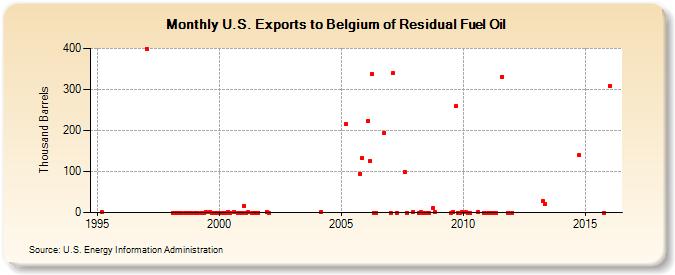 Monthly U.S. Exports to Belgium of Residual Fuel Oil
Thousand Barrels
400
300
200
100
0
1995 2000 2005 2010 2015
Source: U.S. Energy Information Administration